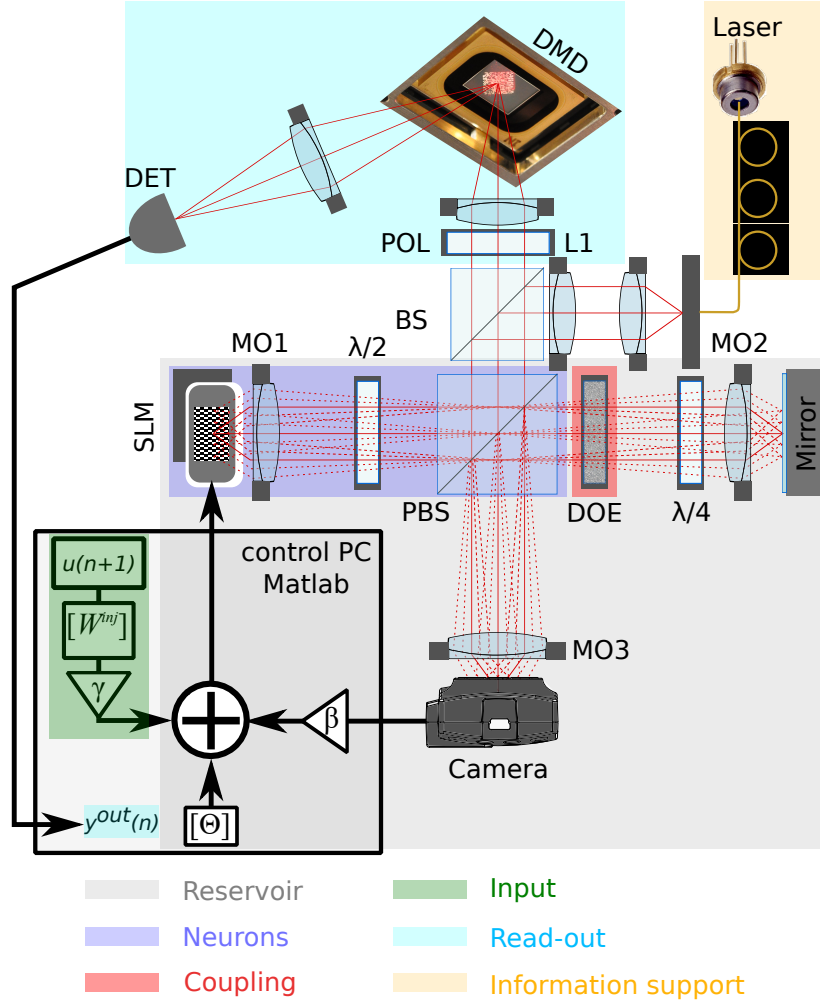 Laser
DMD
DET
POL
L1
BS
MO1
λ/2
MO2
SLM
Mirror
PBS
DOE
λ/4
control PC
Matlab
u(n+1)
[W^inj]
γ
β
MO3
Camera
y^out(n)
[Θ]
Reservoir
Input
Neurons
Read-out
Coupling
Information support